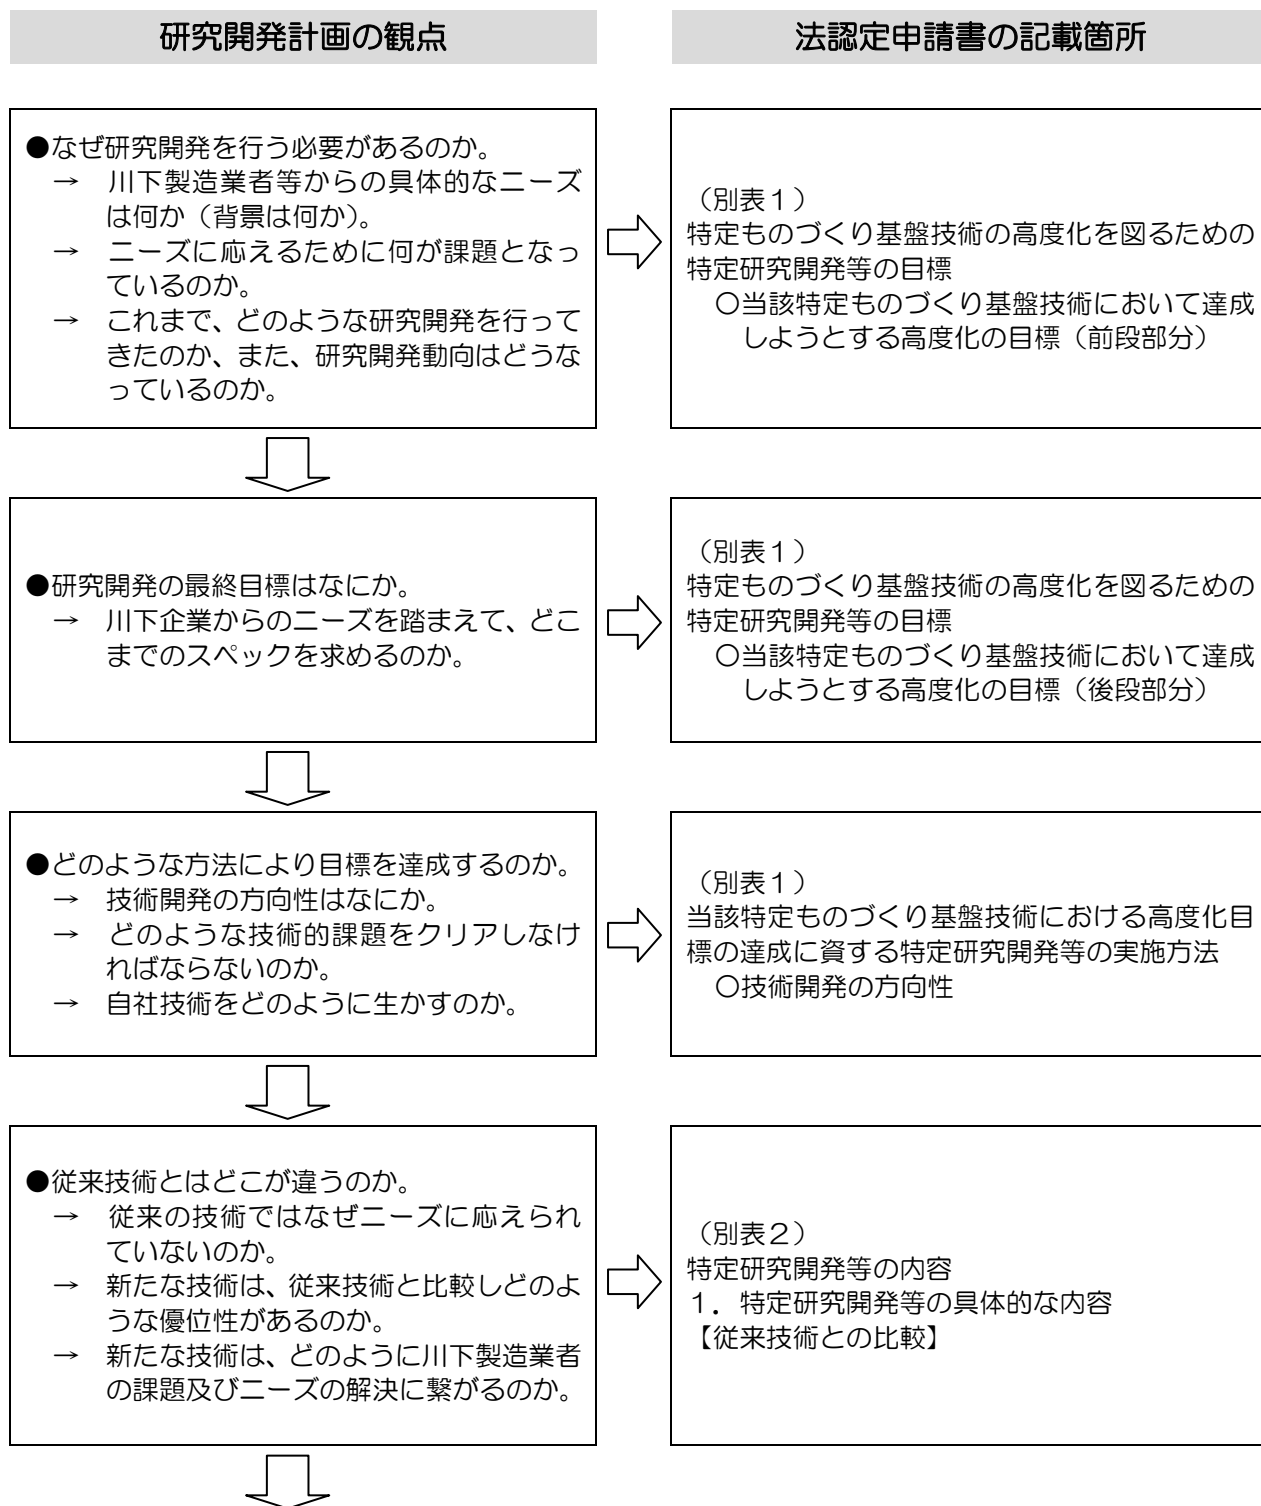 研究開発計画の観点
法認定申請書の記載箇所
●なぜ研究開発を行う必要があるのか。
→ 川下製造業者等からの具体的なニーズ
は何か（背景は何か）。
→ ニーズに応えるために何が課題となっ
ているのか。
→ これまで、どのような研究開発を行って
きたのか、また、研究開発動向はどうな
っているのか。
（別表１）
特定ものづくり基盤技術の高度化を図るための
特定研究開発等の目標
○当該特定ものづくり基盤技術において達成
しようとする高度化の目標（前段部分）
●研究開発の最終目標はなにか。
→ 川下企業からのニーズを踏まえて、どこ
までのスペックを求めるのか。
（別表１）
特定ものづくり基盤技術の高度化を図るための
特定研究開発等の目標
○当該特定ものづくり基盤技術において達成
しようとする高度化の目標（後段部分）
●どのような方法により目標を達成するのか。
→ 技術開発の方向性はなにか。
→ どのような技術的課題をクリアしなけ
ればならないのか。
→ 自社技術をどのように生かすのか。
（別表１）
当該特定ものづくり基盤技術における高度化目
標の達成に資する特定研究開発等の実施方法
○技術開発の方向性
●従来技術とはどこが違うのか。
→ 従来の技術ではなぜニーズに応えられ
ていないのか。
→ 新たな技術は、従来技術と比較しどのよ
うな優位性があるのか。
→ 新たな技術は、どのように川下製造業者
の課題及びニーズの解決に繋がるのか。
（別表２）
特定研究開発等の内容
１．特定研究開発等の具体的な内容
【従来技術との比較】